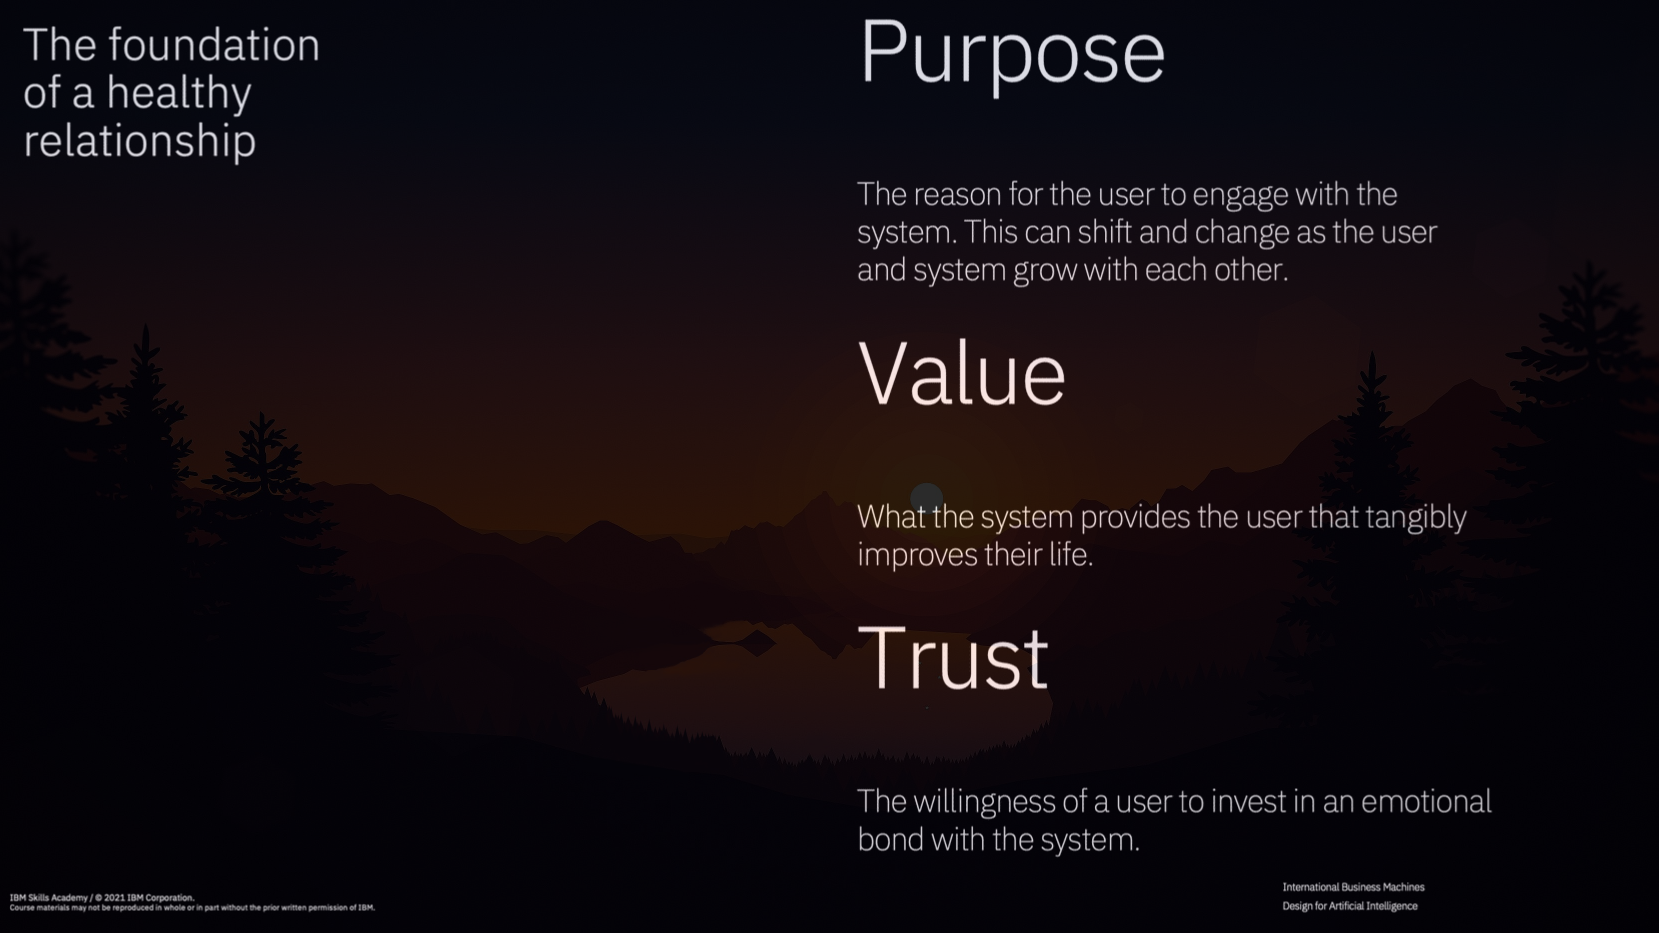 The foundation
of a healthy
relationship
Purpose
The reason for the user to engage with the
system. This can shift and change as the user
and system grow with each other.
Value
What the system provides the user that tangibly
improves their life.
Trust
The willingness of a user to invest in an emotional
bond with the system.
IBM Skills Academy / © 2021 IBM Corporation.
Course materials may not be reproduced in whole or in part without the prior written permission of IBM.
International Business Machines
Design for Artificial Intelligence